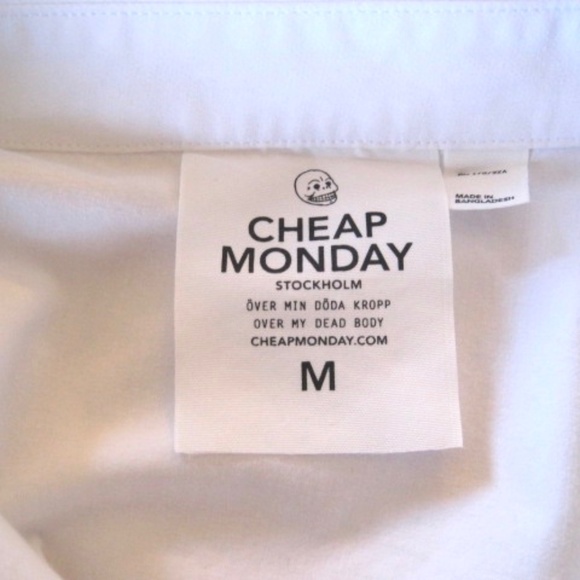 CHEAP
MONDAY
STOCKHOLM
ÖVER MIN DÖDA KROPP
OVER MY DEAD BODY
CHEAPMONDAY.COM
M
MADE IN
BANGLADESH